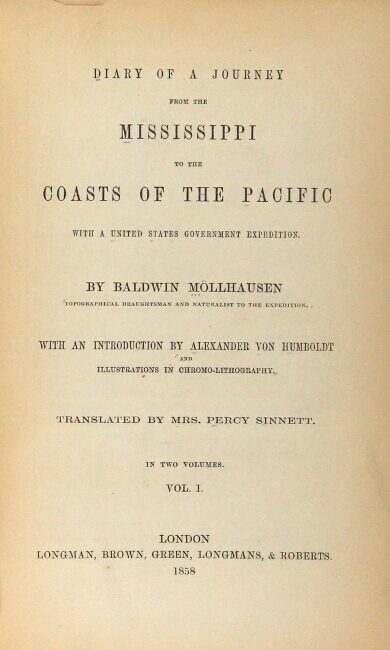 DIARY OF A JOURNEY
FROM THE
MISSISSIPPI
TO THE
COASTS OF THE PACIFIC
WITH A UNITED STATES GOVERNMENT EXPEDITION.
BY BALDWIN MÖLLHAUSEN
TOPOGRAPHICAL DRAUGHTSMAN AND NATURALIST TO THE EXPEDITION.
WITH AN INTRODUCTION BY ALEXANDER VON HUMBOLDT
AND
ILLUSTRATIONS IN CHROMO-LITHOGRAPHY.
TRANSLATED BY MRS. PERCY SINNETT.
IN TWO VOLUMES.
VOL. I.
LONDON
LONGMAN, BROWN, GREEN, LONGMANS, & ROBERTS.
1858